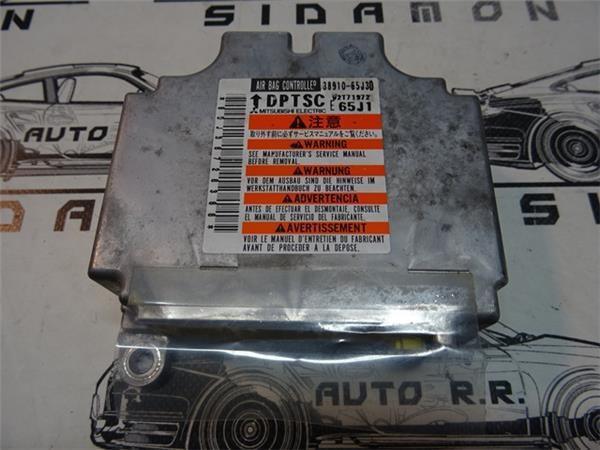 SIDAMON
AIR BAG CONTROLLER 38910-65J30
DPTSC W2T71972
MITSUBISHI ELECTRIC 65J1
注意
取り外す前に必ずサービスマニュアルをご覧ください。
WARNING
SEE MANUFACTURER'S SERVICE MANUAL
BEFORE REMOVAL.
WARNUNG
VOR DEM AUSBAU SIND DIE HINWEISE IM
WERKSTATTHANDBUCH ZU BEACHTEN.
ADVERTENCIA
ANTES DE EFECTUAR EL DESMONTAJE, CONSULTE
EL MANUAL DE SERVICIO DEL FABRICANTE.
AVERTISSEMENT
VOIR LE MANUEL D'ENTRETIEN DU FABRICANT
AVANT DE PROCEDER A LA DEPOSE.
AUTO R.R.